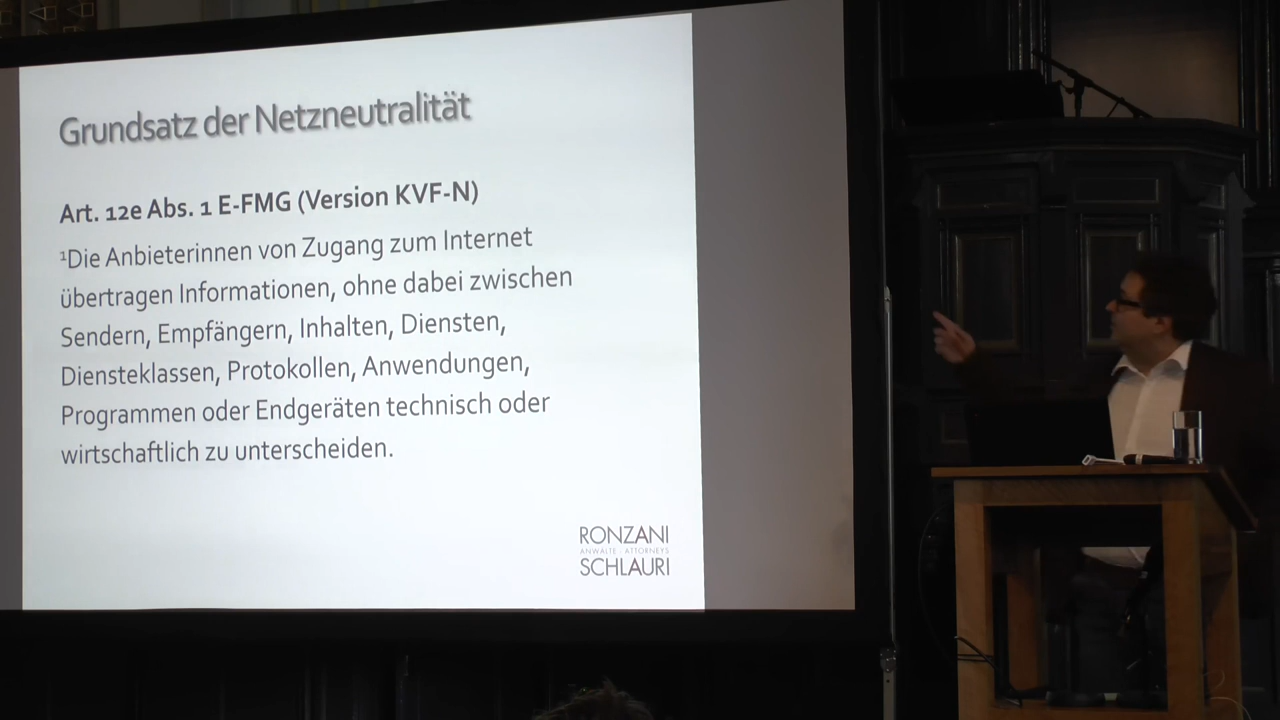 Grundsatz der Netzneutralität
Art. 12e Abs. 1 E-FMG (Version KVF-N)
¹Die Anbieterinnen von Zugang zum Internet
übertragen Informationen, ohne dabei zwischen
Sendern, Empfängern, Inhalten, Diensten,
Diensteklassen, Protokollen, Anwendungen,
Programmen oder Endgeräten technisch oder
wirtschaftlich zu unterscheiden.
RONZANI
ANWÄLTE · ATTORNEYS
SCHLAURI